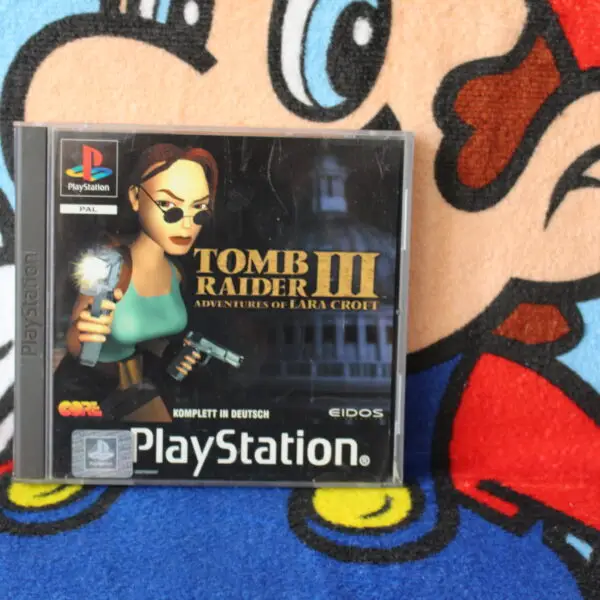 PlayStation
PlayStation
PAL
TOMB
RAIDER III
ADVENTURES OF LARA CROFT
CORE
KOMPLETT IN DEUTSCH
EIDOS
PlayStation®